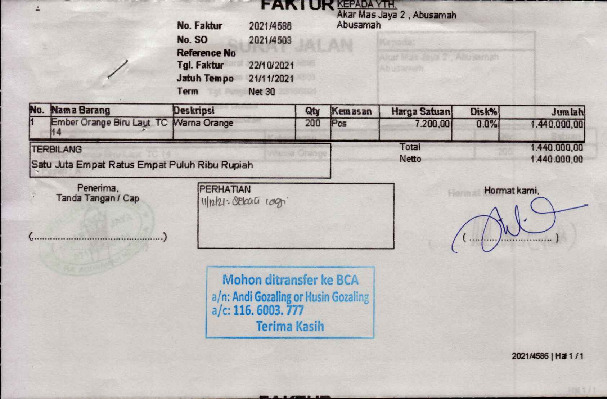 FAKTUR
KEPADA YTH.
Akar Mas Jaya 2 , Abusamah
Abusamah
No. Faktur 2021/4586
No. SO 2021/4503
Reference No
Tgl. Faktur 22/10/2021
Jatuh Tempo 21/11/2021
Term Net 30
No. Nama Barang Deskripsi Qty Kemasan Harga Satuan Disk% Jumlah
1 Ember Orange Biru Laut TC 14 Warna Orange 200 Pcs 7.200,00 0.0% 1.440.000,00
TERBILANG
Satu Juta Empat Ratus Empat Puluh Ribu Rupiah
Total 1.440.000,00
Netto 1.440.000,00
Penerima,
Tanda Tangan / Cap
(................................)
PERHATIAN
Hormat kami,
(................................)
Mohon ditransfer ke BCA
a/n: Andi Gozaling or Husin Gozaling
a/c: 116. 6003. 777
Terima Kasih
2021/4586 | Hal 1 / 1